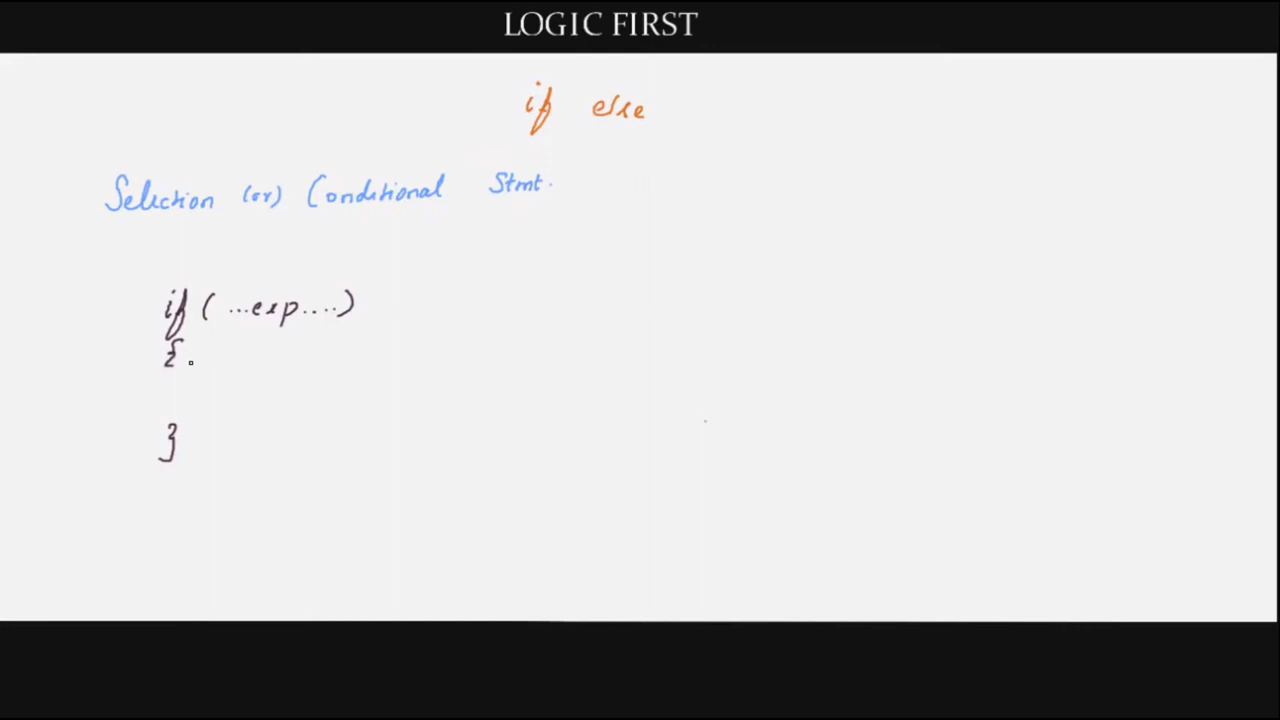 LOGIC FIRST
if else
Selection (or) Conditional Stmt.
if ( ...exp.... )
{
}